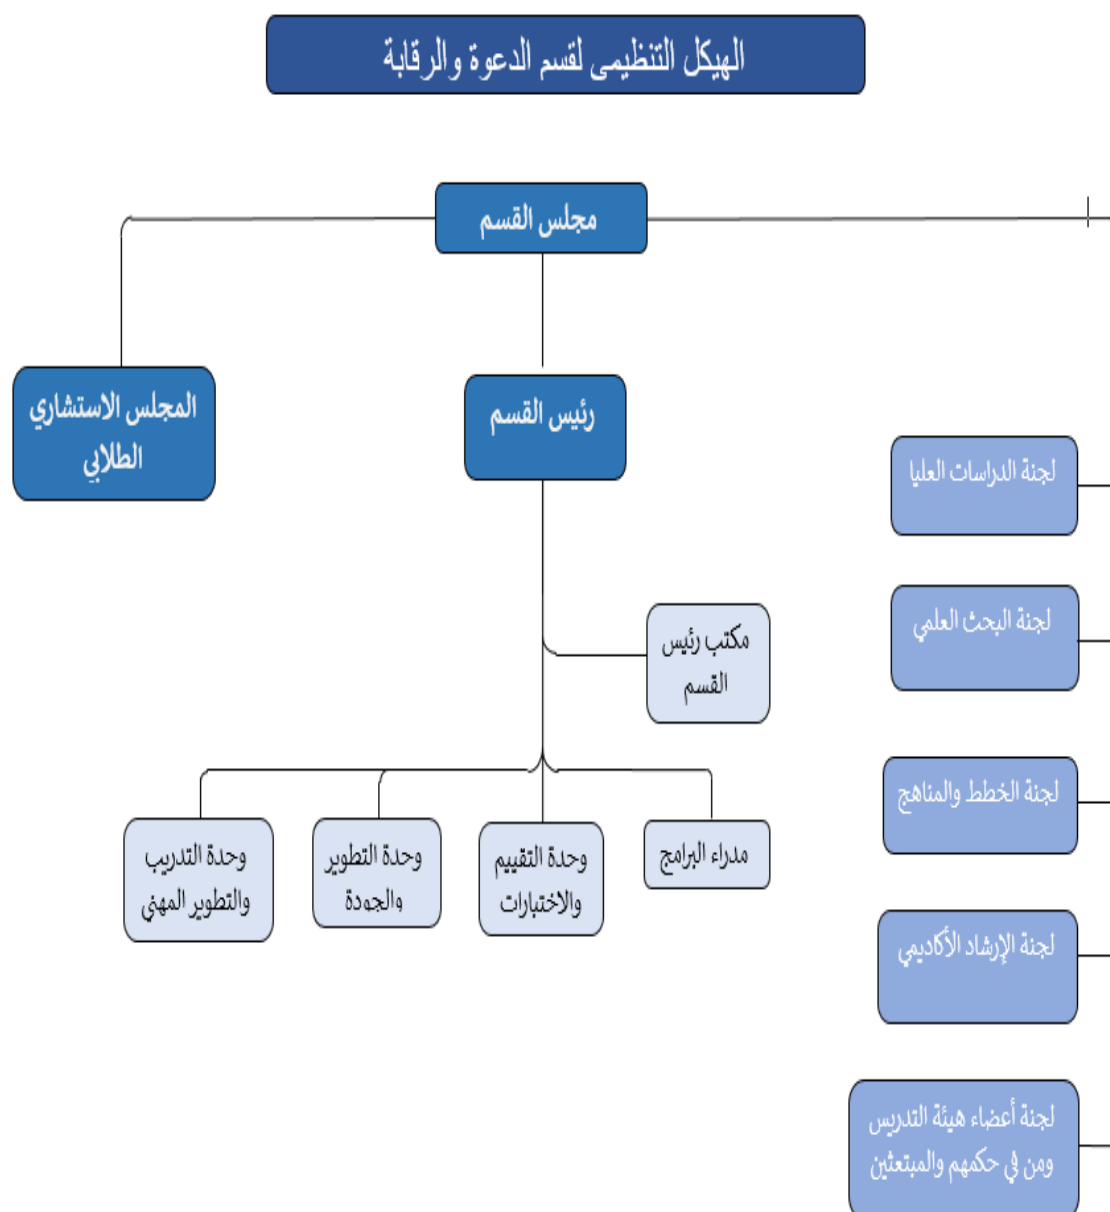 الهيكل التنظيمى لقسم الدعوة والرقابة
مجلس القسم
المجلس الاستشاري
الطلابي
رئيس القسم
لجنة الدراسات العليا
لجنة البحث العلمي
لجنة الخطط والمناهج
لجنة الإرشاد الأكاديمي
لجنة أعضاء هيئة التدريس
ومن في حكمهم والمبتعثين
مكتب رئيس
القسم
مدراء البرامج
وحدة التقييم
والاختبارات
وحدة التطوير
والجودة
وحدة التدريب
والتطوير المهني